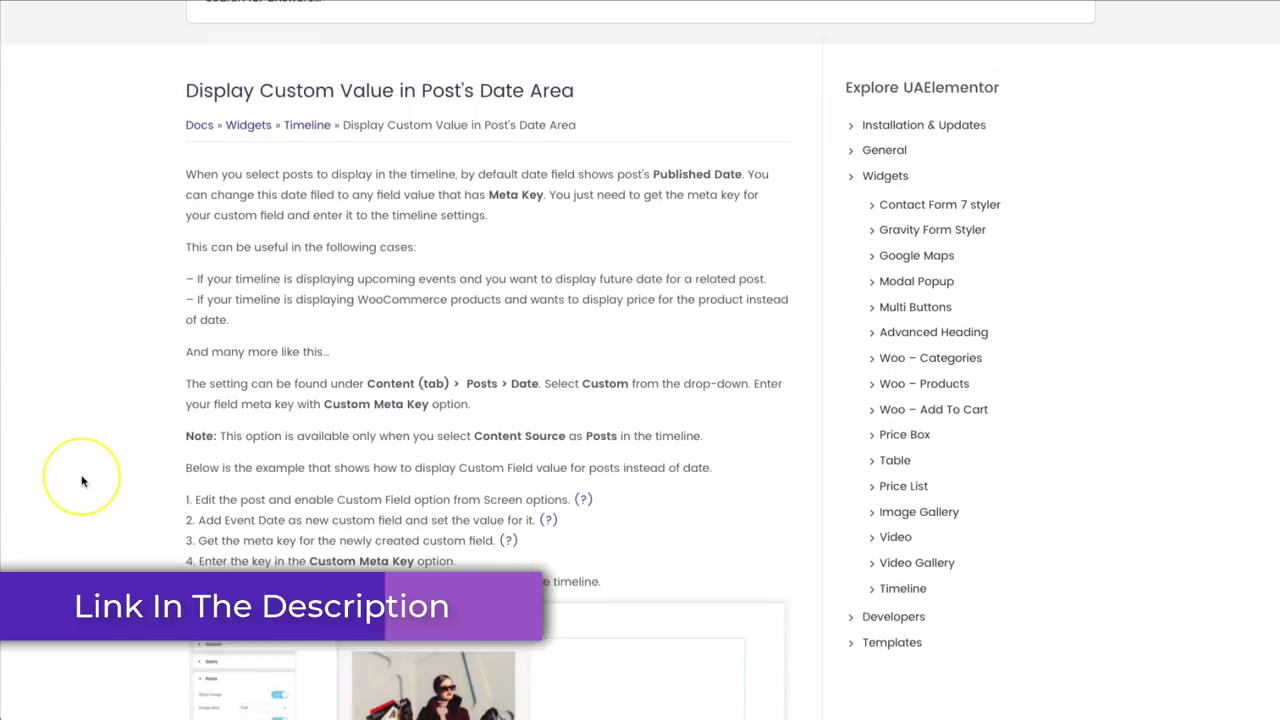 Display Custom Value in Post's Date Area
Docs » Widgets » Timeline » Display Custom Value in Post's Date Area
When you select posts to display in the timeline, by default date field shows post's Published Date. You
can change this date filed to any field value that has Meta Key. You just need to get the meta key for
your custom field and enter it to the timeline settings.
This can be useful in the following cases:
– If your timeline is displaying upcoming events and you want to display future date for a related post.
– If your timeline is displaying WooCommerce products and wants to display price for the product instead
of date.
And many more like this...
The setting can be found under Content (tab) > Posts > Date. Select Custom from the drop-down. Enter
your field meta key with Custom Meta Key option.
Note: This option is available only when you select Content Source as Posts in the timeline.
Below is the example that shows how to display Custom Field value for posts instead of date.
1. Edit the post and enable Custom Field option from Screen options. (?)
2. Add Event Date as new custom field and set the value for it. (?)
3. Get the meta key for the newly created custom field. (?)
4. Enter the key in the Custom Meta Key option.
the timeline.
Link In The Description
Query
Posts
Show Image
Image Size
Full
Explore UAElementor
Installation & Updates
General
Widgets
Contact Form 7 styler
Gravity Form Styler
Google Maps
Modal Popup
Multi Buttons
Advanced Heading
Woo – Categories
Woo – Products
Woo – Add To Cart
Price Box
Table
Price List
Image Gallery
Video
Video Gallery
Timeline
Developers
Templates